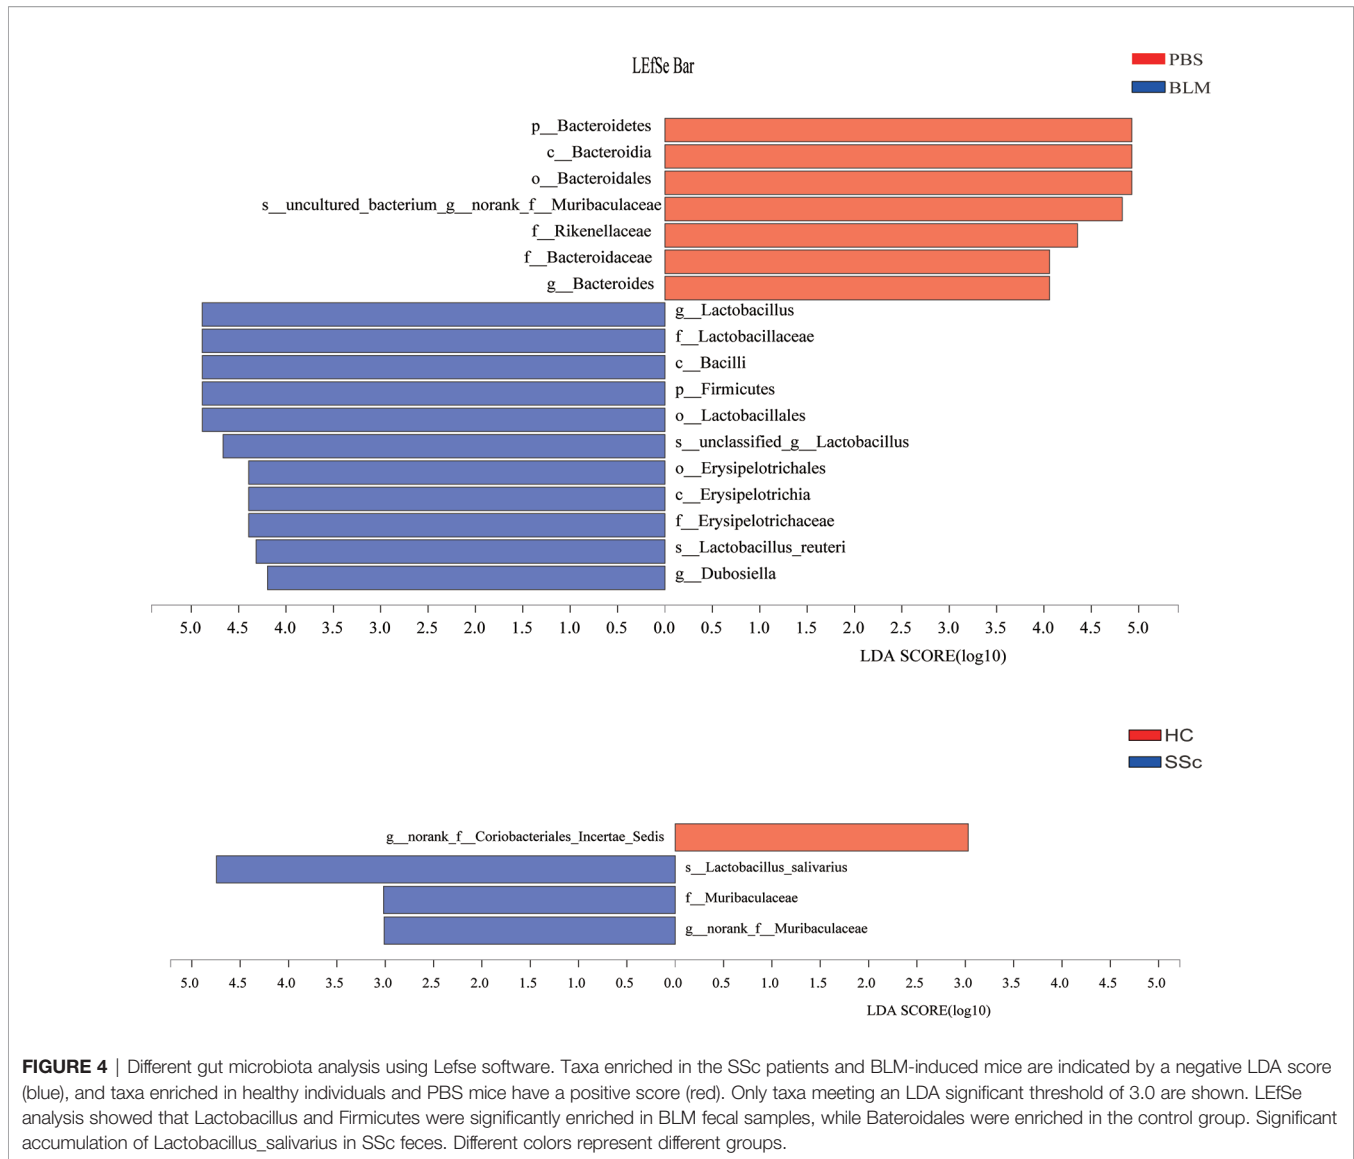 LEfSe Bar
PBS
BLM
p__Bacteroidetes
c__Bacteroidia
o__Bacteroidales
s__uncultured_bacterium_g__norank_f__Muribaculaceae
f__Rikenellaceae
f__Bacteroidaceae
g__Bacteroides
g__Lactobacillus
f__Lactobacillaceae
c__Bacilli
p__Firmicutes
o__Lactobacillales
s__unclassified_g__Lactobacillus
o__Erysipelotrichales
c__Erysipelotrichia
f__Erysipelotrichaceae
s__Lactobacillus_reuteri
g__Dubosiella
5.0 4.5 4.0 3.5 3.0 2.5 2.0 1.5 1.0 0.5 0.0 0.5 1.0 1.5 2.0 2.5 3.0 3.5 4.0 4.5 5.0
LDA SCORE(log10)
HC
SSc
g__norank_f__Coriobacteriales_Incertae_Sedis
s__Lactobacillus_salivarius
f__Muribaculaceae
g__norank_f__Muribaculaceae
5.0 4.5 4.0 3.5 3.0 2.5 2.0 1.5 1.0 0.5 0.0 0.5 1.0 1.5 2.0 2.5 3.0 3.5 4.0 4.5 5.0
LDA SCORE(log10)
FIGURE 4 | Different gut microbiota analysis using Lefse software. Taxa enriched in the SSc patients and BLM-induced mice are indicated by a negative LDA score
(blue), and taxa enriched in healthy individuals and PBS mice have a positive score (red). Only taxa meeting an LDA significant threshold of 3.0 are shown. LEfSe
analysis showed that Lactobacillus and Firmicutes were significantly enriched in BLM fecal samples, while Bateroidales were enriched in the control group. Significant
accumulation of Lactobacillus_salivarius in SSc feces. Different colors represent different groups.